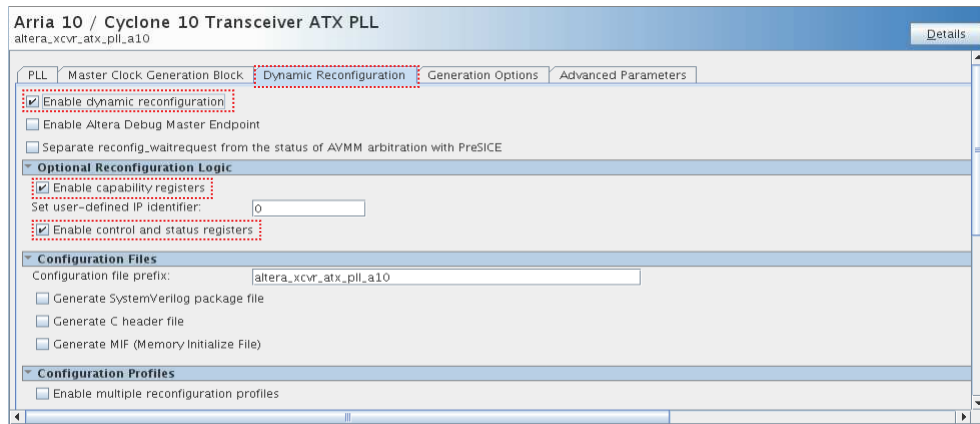 Arria 10 / Cyclone 10 Transceiver ATX PLL
altera_xcvr_atx_pll_a10
Details
PLL Master Clock Generation Block Dynamic Reconfiguration Generation Options Advanced Parameters
Enable dynamic reconfiguration
Enable Altera Debug Master Endpoint
Separate reconfig_waitrequest from the status of AVMM arbitration with PreSICE
Optional Reconfiguration Logic
Enable capability registers
Set user-defined IP identifier: 0
Enable control and status registers
Configuration Files
Configuration file prefix: altera_xcvr_atx_pll_a10
Generate SystemVerilog package file
Generate C header file
Generate MIF (Memory Initialize File)
Configuration Profiles
Enable multiple reconfiguration profiles